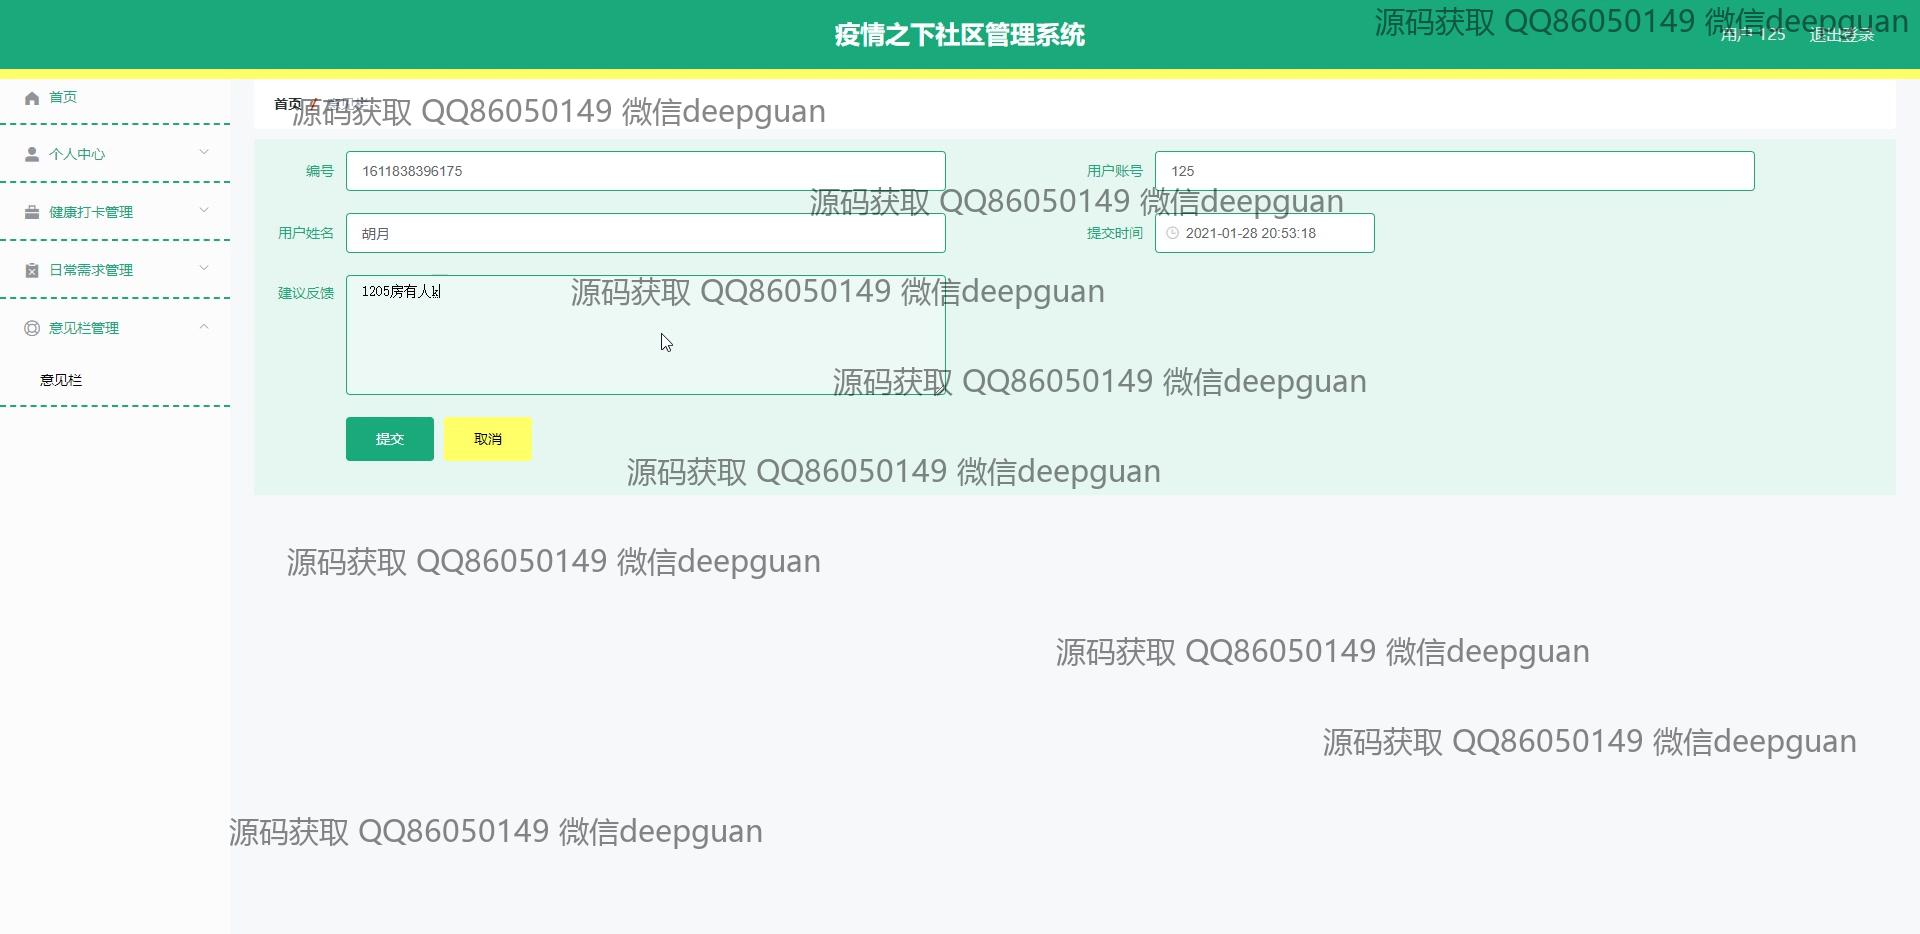 疫情之下社区管理系统
源码获取 QQ86050149 微信deepguan
用户 125 退出登录
首页
个人中心
健康打卡管理
日常需求管理
意见栏管理
意见栏
首页 / 意见栏
源码获取 QQ86050149 微信deepguan
编号 1611838396175 用户账号 125
源码获取 QQ86050149 微信deepguan
用户姓名 胡月 提交时间 2021-01-28 20:53:18
建议反馈 1205房有人k
源码获取 QQ86050149 微信deepguan
源码获取 QQ86050149 微信deepguan
提交 取消
源码获取 QQ86050149 微信deepguan
源码获取 QQ86050149 微信deepguan
源码获取 QQ86050149 微信deepguan
源码获取 QQ86050149 微信deepguan
源码获取 QQ86050149 微信deepguan